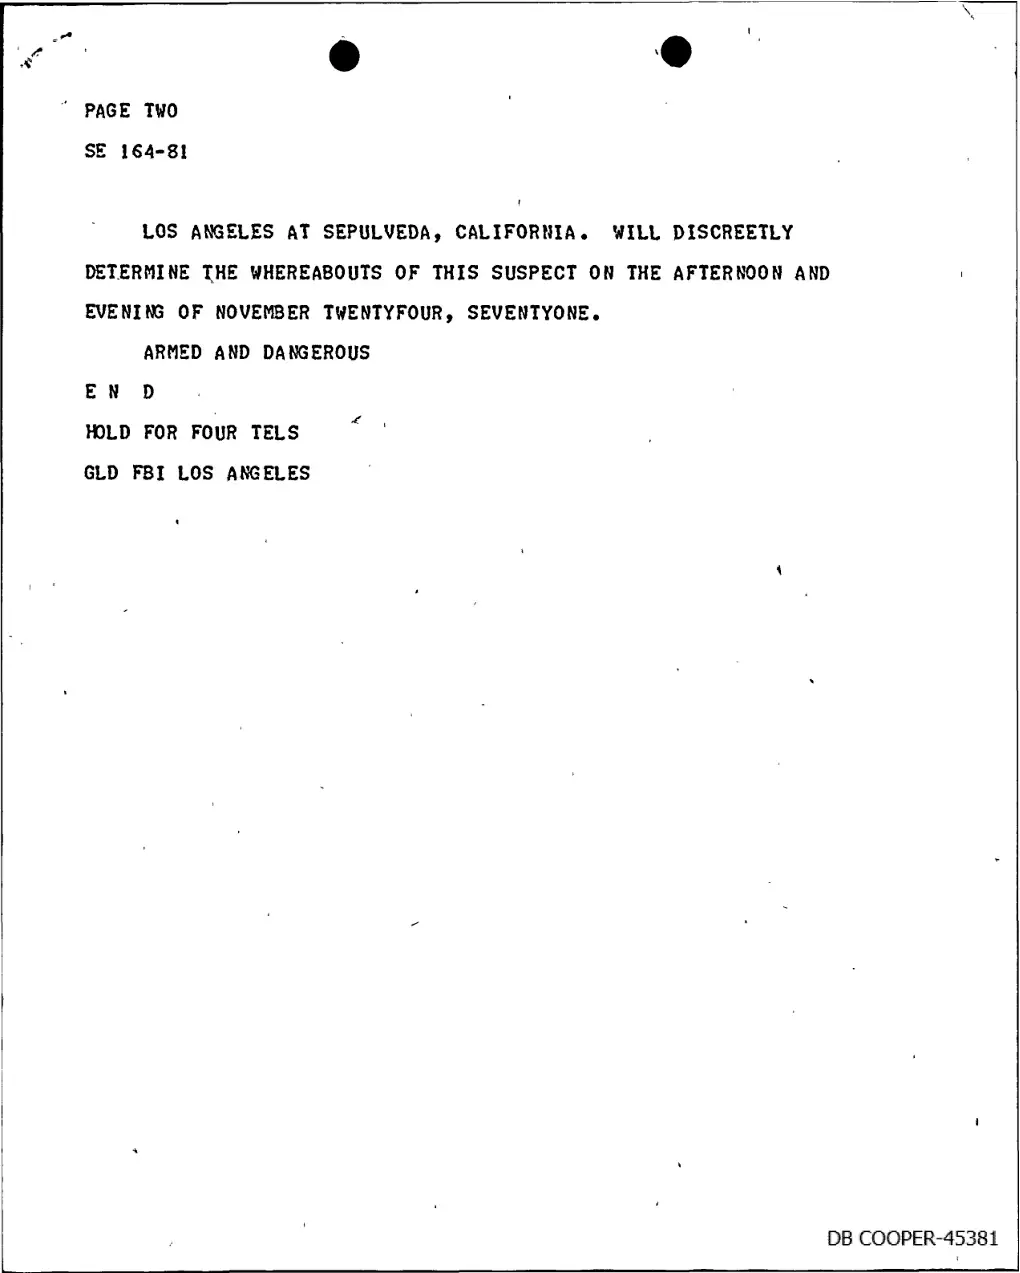 PAGE TWO
SE 164-81
LOS ANGELES AT SEPULVEDA, CALIFORNIA. WILL DISCREETLY
DETERMINE THE WHEREABOUTS OF THIS SUSPECT ON THE AFTERNOON AND
EVENING OF NOVEMBER TWENTYFOUR, SEVENTYONE.
ARMED AND DANGEROUS
E N D
HOLD FOR FOUR TELS
GLD FBI LOS ANGELES
DB COOPER-45381